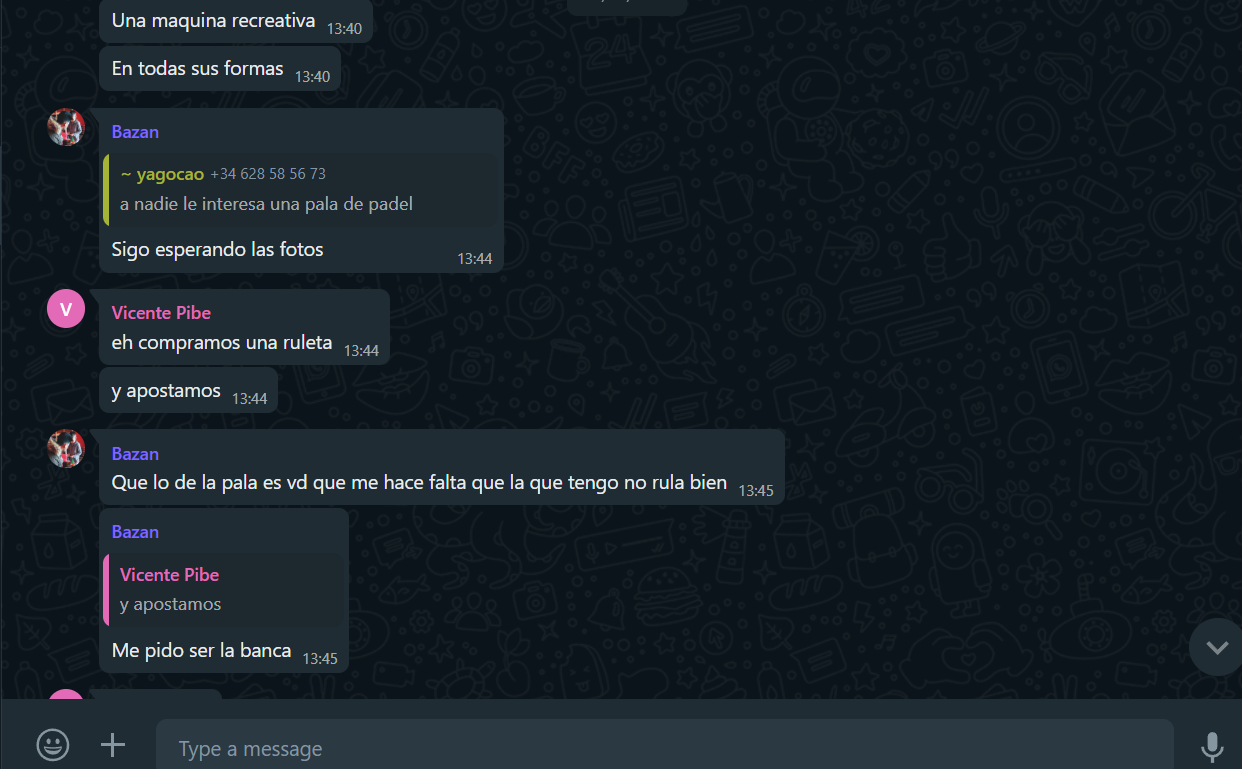 Una maquina recreativa 13:40
En todas sus formas 13:40
Bazan
~ yagocao +34 628 58 56 73
a nadie le interesa una pala de padel
Sigo esperando las fotos 13:44
V
Vicente Pibe
eh compramos una ruleta 13:44
y apostamos 13:44
Bazan
Que lo de la pala es vd que me hace falta que la que tengo no rula bien 13:45
Bazan
Vicente Pibe
y apostamos
Me pido ser la banca 13:45
Type a message